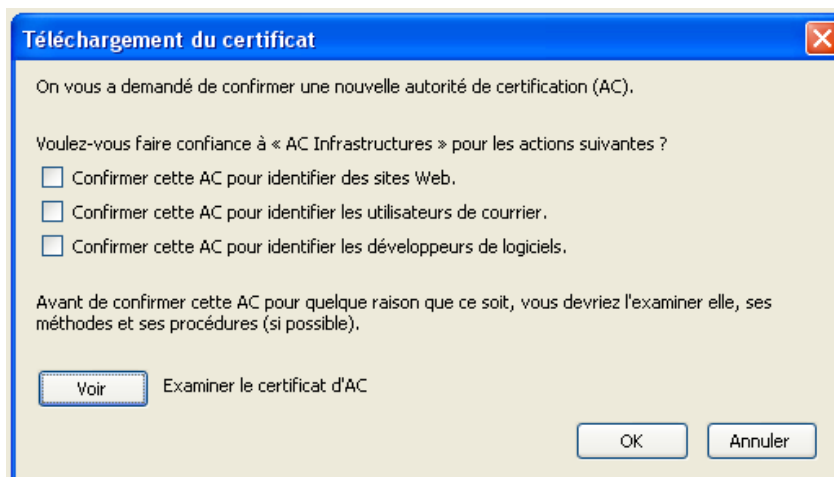 Téléchargement du certificat
On vous a demandé de confirmer une nouvelle autorité de certification (AC).
Voulez-vous faire confiance à « AC Infrastructures » pour les actions suivantes ?
Confirmer cette AC pour identifier des sites Web.
Confirmer cette AC pour identifier les utilisateurs de courrier.
Confirmer cette AC pour identifier les développeurs de logiciels.
Avant de confirmer cette AC pour quelque raison que ce soit, vous devriez l'examiner elle, ses
méthodes et ses procédures (si possible).
Voir Examiner le certificat d'AC
OK Annuler